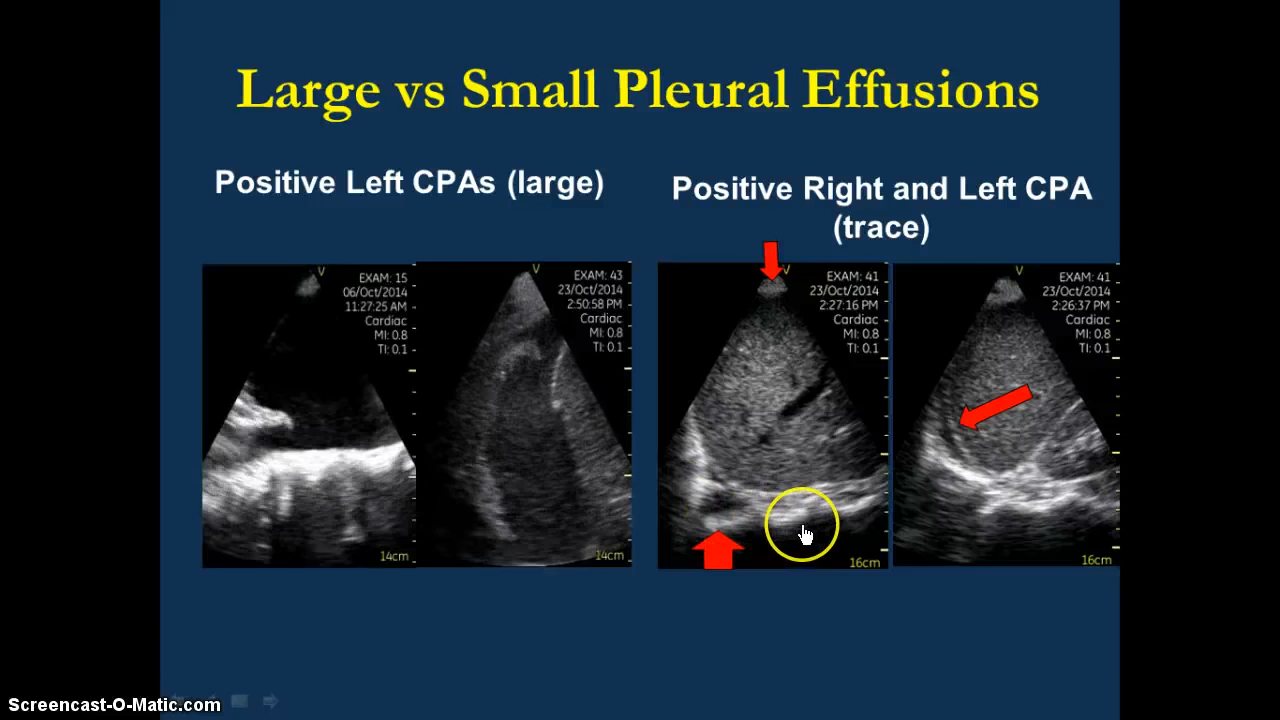 Large vs Small Pleural Effusions
Positive Left CPAs (large)
Positive Right and Left CPA
(trace)
V
EXAM: 15
06/Oct/2014
11:27:25 AM
Cardiac
MI: 0.8
TI: 0.1
14cm
V
EXAM: 43
23/Oct/2014
2:50:58 PM
Cardiac
MI: 0.8
TI: 0.1
14cm
V
EXAM: 41
23/Oct/2014
2:27:16 PM
Cardiac
MI: 0.8
TI: 0.1
16cm
V
EXAM: 41
23/Oct/2014
2:26:37 PM
Cardiac
MI: 0.8
TI: 0.1
16cm
Screencast-O-Matic.com